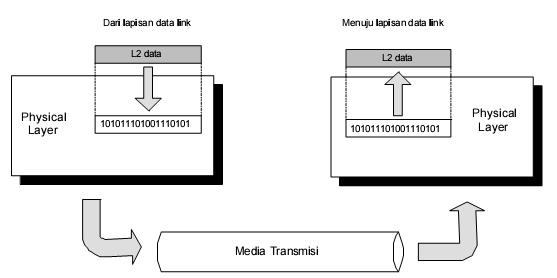 Dari lapisan data link
Menuju lapisan data link
L2 data
L2 data
Physical
Layer
101011101001110101
Physical
Layer
101011101001110101
Media Transmisi